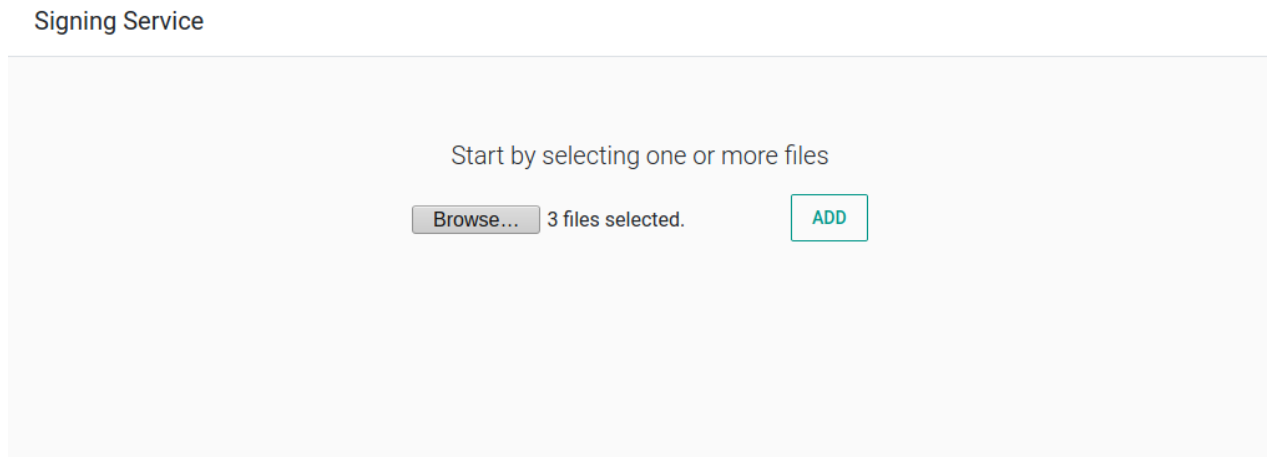 Signing Service
Start by selecting one or more files
Browse... 3 files selected. ADD